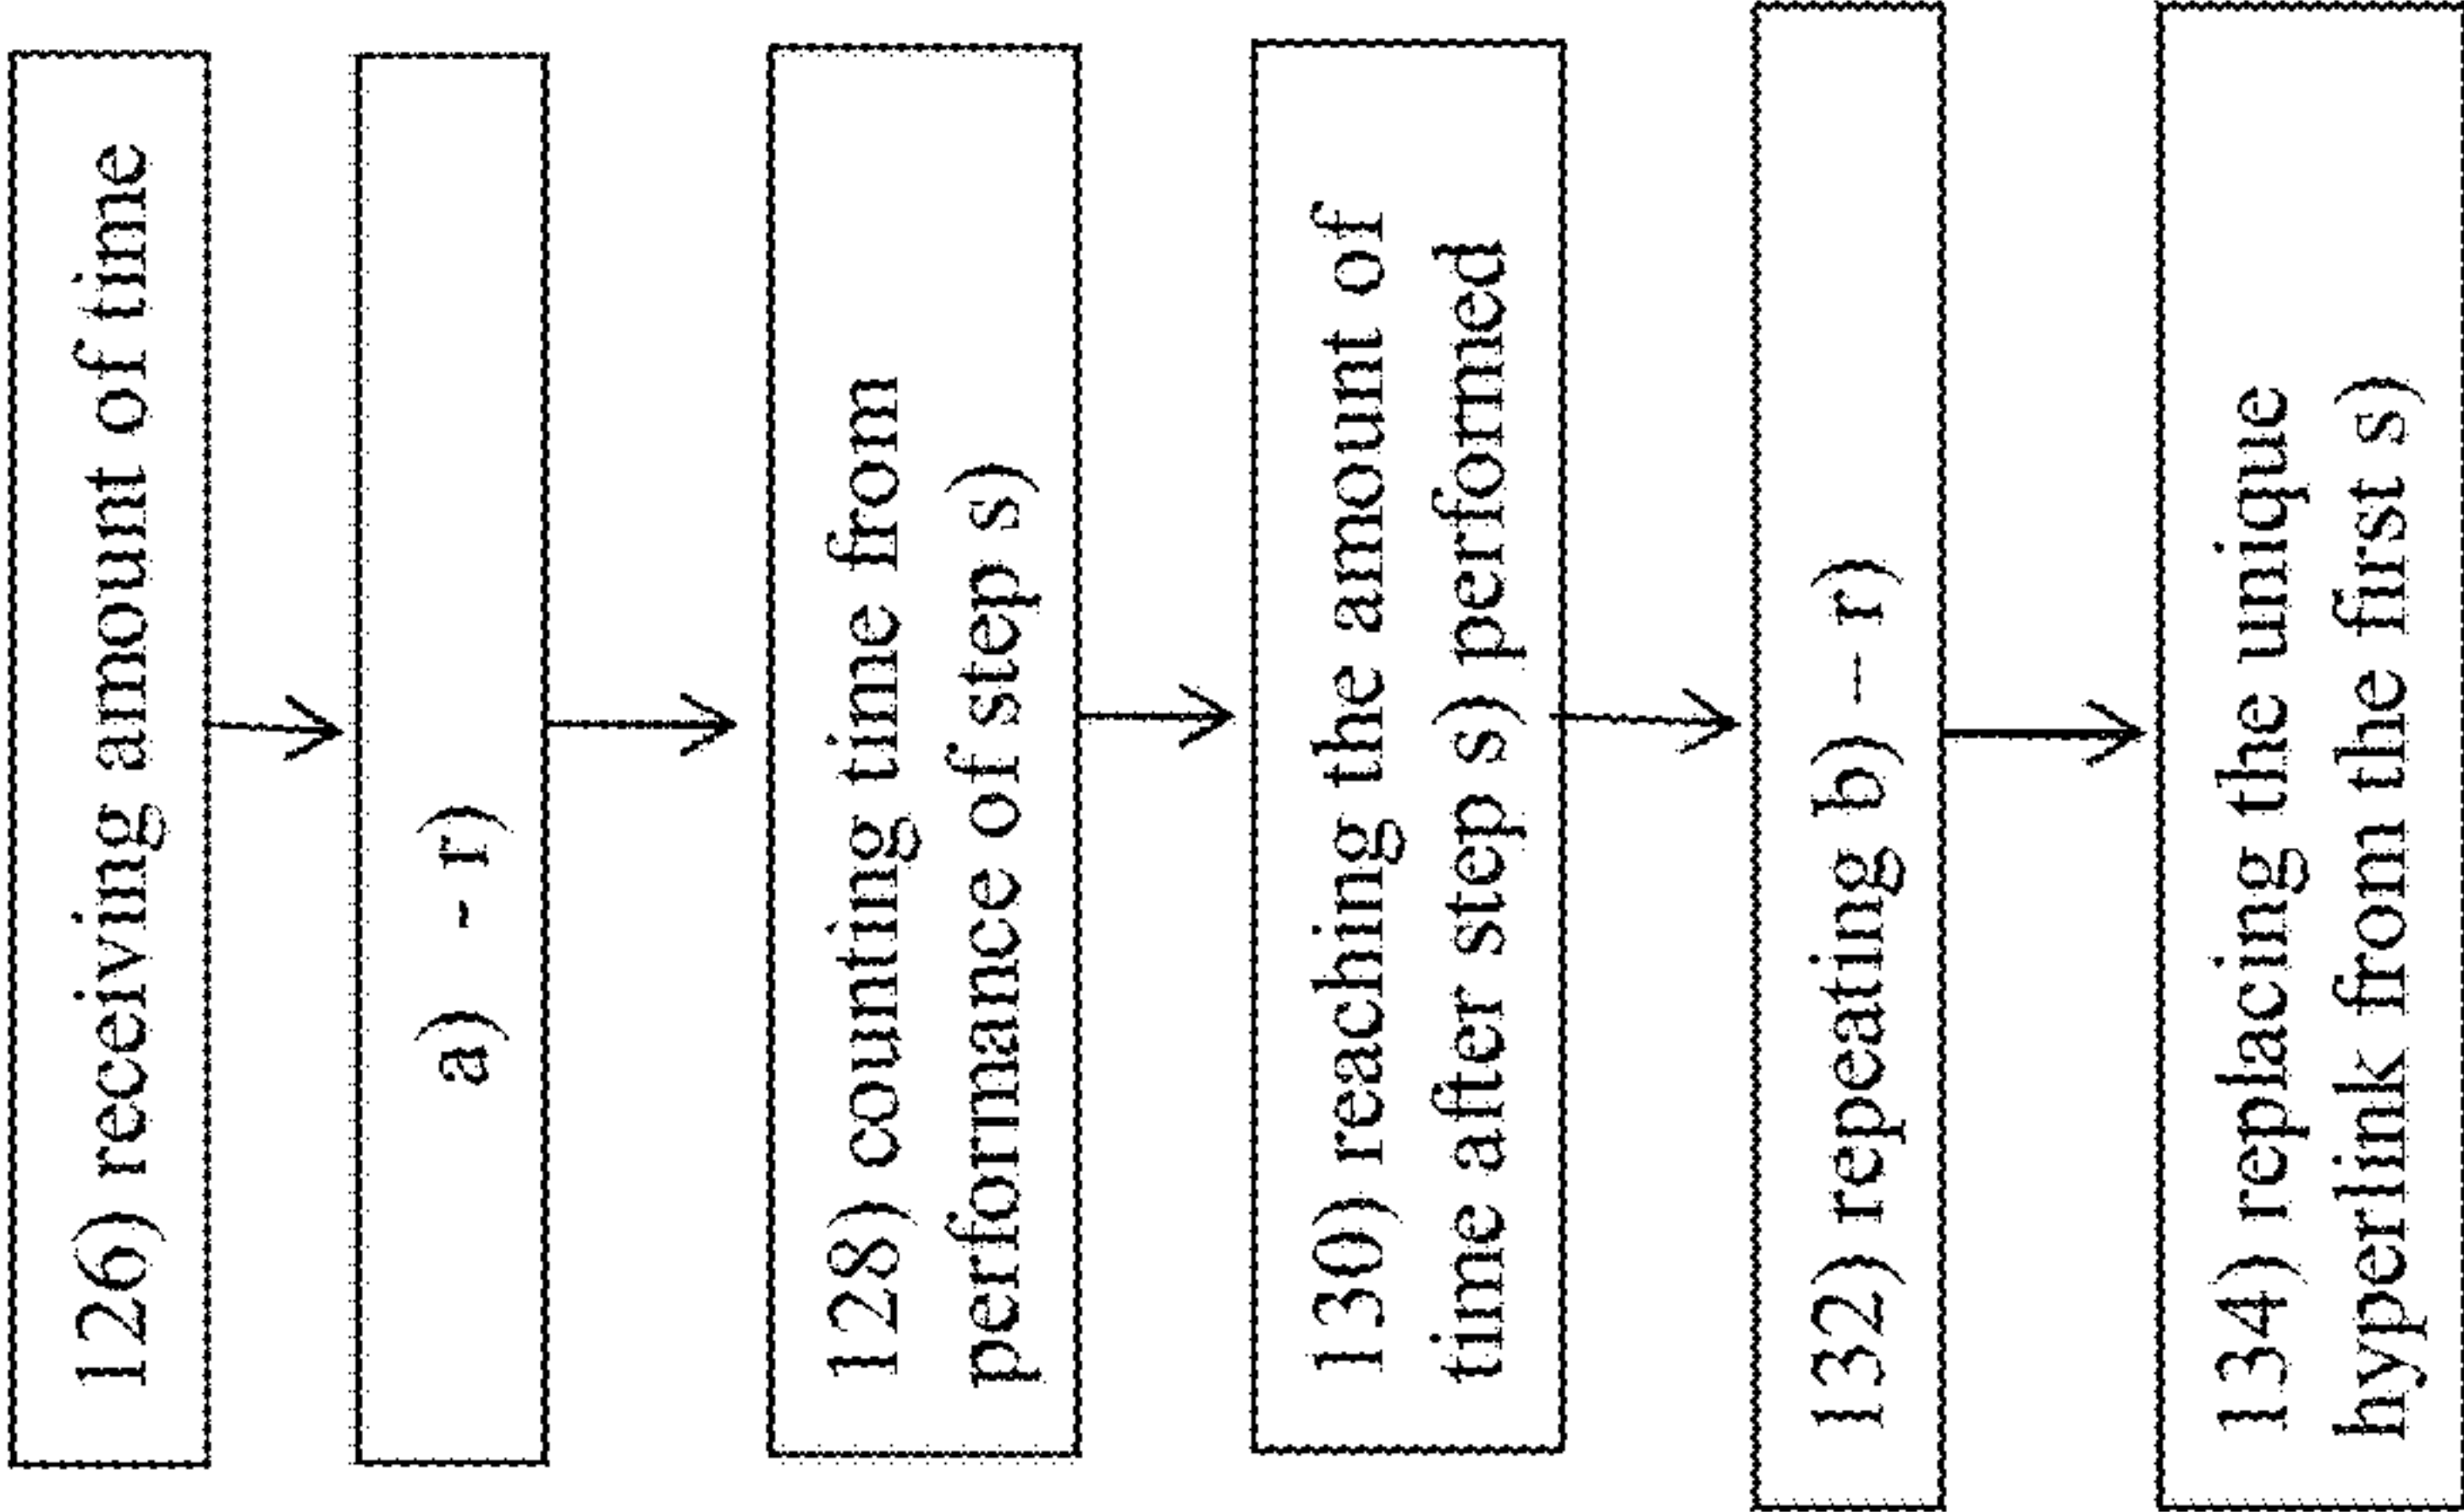 126) receiving amount of time
a) - r)
128) counting time from
performance of step s)
130) reaching the amount of
time after step s) performed
132) repeating b) -- r)
134) replacing the unique
hyperlink from the first s)